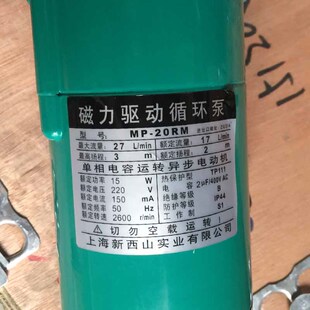 磁力驱动循环泵
型号 MP-20RM
最大流量: 27 L/min 额定流量: 17 L/min
最高扬程: 3 m 额定扬程: 2 m
单相电容运转异步电动机
额定功率 15 W 热保护型 TP111
额定电压 220 V 电容 2uF/400V AC
额定电流 150 mA 绝缘等级 B
额定频率 50 Hz 防护等级 IP44
额定转速 2600 r/min 工作制 S1
切勿空载运转!
上海新西山实业有限公司